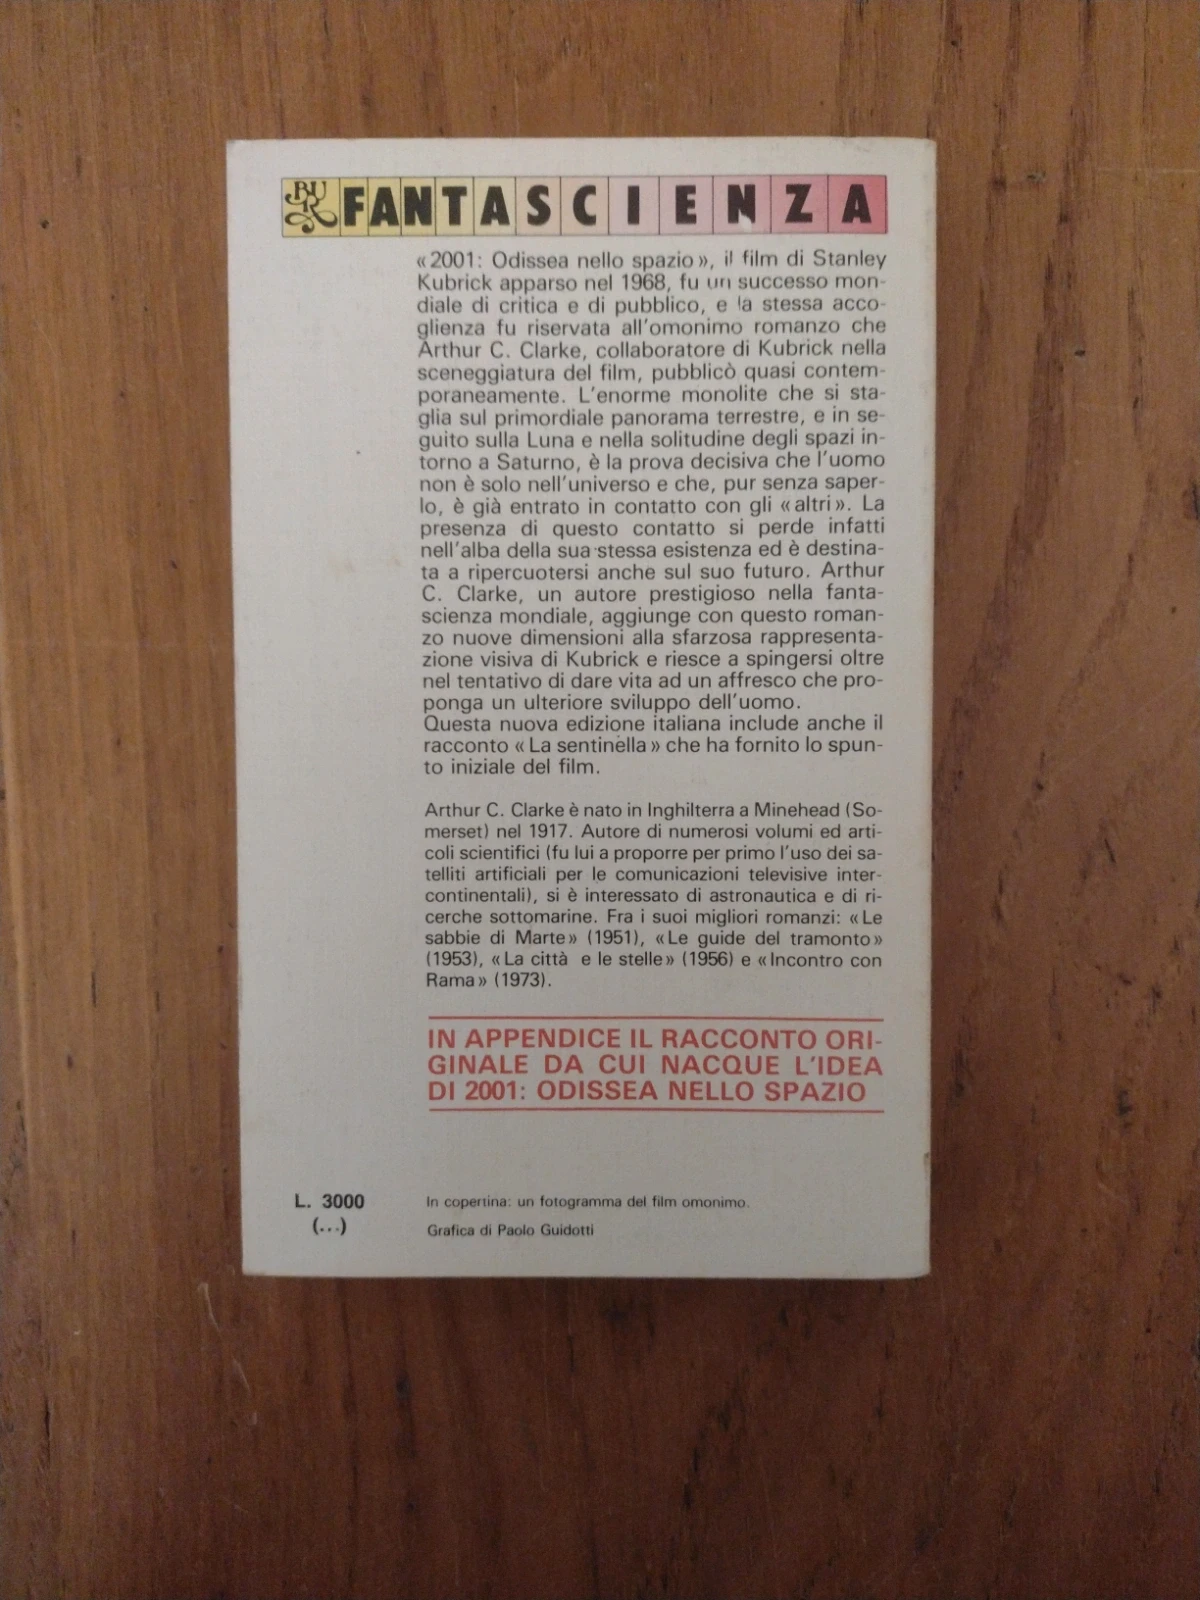 BUR FANTASCIENZA
«2001: Odissea nello spazio», il film di Stanley
Kubrick apparso nel 1968, fu un successo mon-
diale di critica e di pubblico, e la stessa acco-
glienza fu riservata all'omonimo romanzo che
Arthur C. Clarke, collaboratore di Kubrick nella
sceneggiatura del film, pubblicò quasi contem-
poraneamente. L'enorme monolite che si sta-
glia sul primordiale panorama terrestre, e in se-
guito sulla Luna e nella solitudine degli spazi in-
torno a Saturno, è la prova decisiva che l'uomo
non è solo nell'universo e che, pur senza saper-
lo, è già entrato in contatto con gli «altri». La
presenza di questo contatto si perde infatti
nell'alba della sua stessa esistenza ed è destina-
ta a ripercuotersi anche sul suo futuro. Arthur
C. Clarke, un autore prestigioso nella fanta-
scienza mondiale, aggiunge con questo roman-
zo nuove dimensioni alla sfarzosa rappresenta-
zione visiva di Kubrick e riesce a spingersi oltre
nel tentativo di dare vita ad un affresco che pro-
ponga un ulteriore sviluppo dell'uomo.
Questa nuova edizione italiana include anche il
racconto «La sentinella» che ha fornito lo spun-
to iniziale del film.
Arthur C. Clarke è nato in Inghilterra a Minehead (So-
merset) nel 1917. Autore di numerosi volumi ed arti-
coli scientifici (fu lui a proporre per primo l'uso dei sa-
telliti artificiali per le comunicazioni televisive inter-
continentali), si è interessato di astronautica e di ri-
cerche sottomarine. Fra i suoi migliori romanzi: «Le
sabbie di Marte» (1951), «Le guide del tramonto»
(1953), «La città e le stelle» (1956) e «Incontro con
Rama» (1973).
IN APPENDICE IL RACCONTO ORI-
GINALE DA CUI NACQUE L'IDEA
DI 2001: ODISSEA NELLO SPAZIO
L. 3000
(...)
In copertina: un fotogramma del film omonimo.
Grafica di Paolo Guidotti